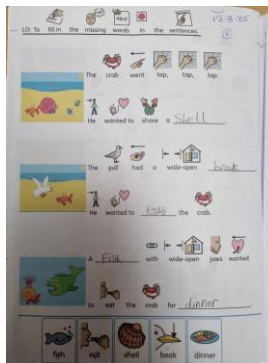 12-3-25
LO: To fill in the missing words in the sentences.
The crab went tap, tap, tap.
He wanted to share a Shell
The gull had a wide-open beak
He wanted to the crab.
A Fish with wide-open jaws wanted
to eat the crab for dinner
fish eat shell beak dinner